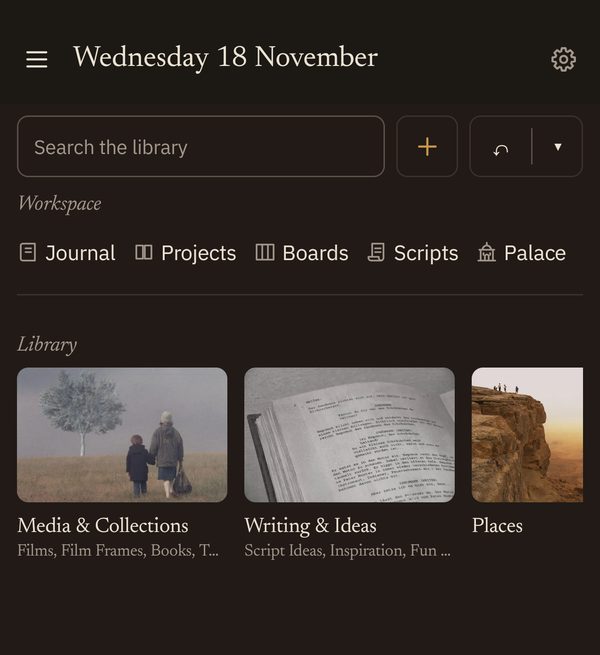 Wednesday 18 November
Search the library
Workspace
Journal Projects Boards Scripts Palace
Library
Media & Collections Writing & Ideas Places
Films, Film Frames, Books, T... Script Ideas, Inspiration, Fun ...